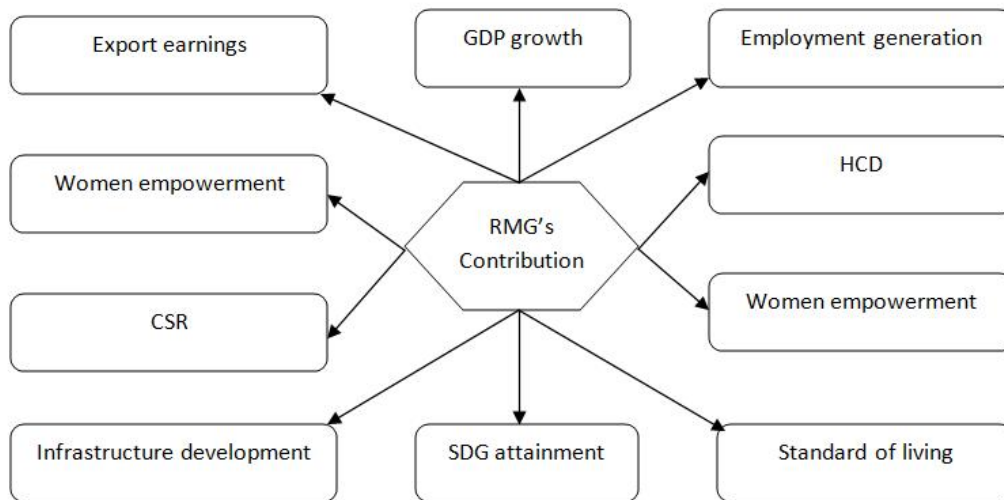 Export earnings
GDP growth
Employment generation
Women empowerment
HCD
RMG's
Contribution
CSR
Women empowerment
Infrastructure development
SDG attainment
Standard of living